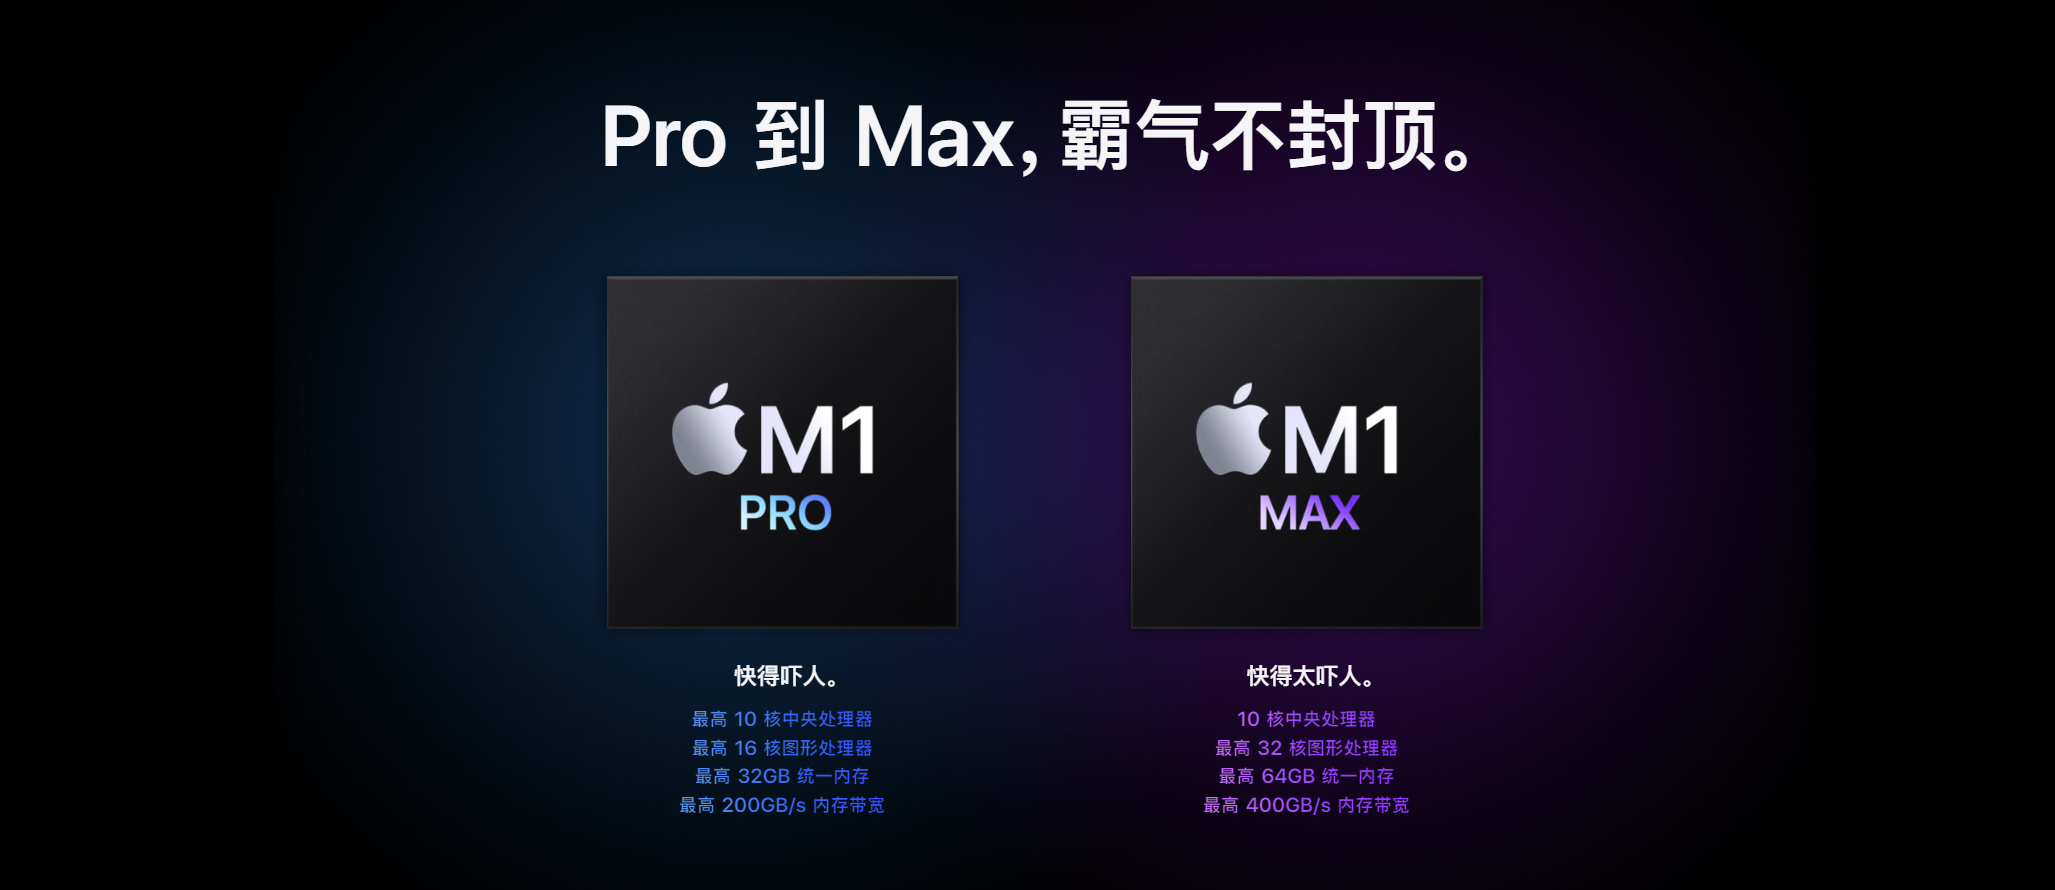 Pro 到 Max，霸气不封顶。
M1
PRO
M1
MAX
快得吓人。
最高 10 核中央处理器
最高 16 核图形处理器
最高 32GB 统一内存
最高 200GB/s 内存带宽
快得太吓人。
10 核中央处理器
最高 32 核图形处理器
最高 64GB 统一内存
最高 400GB/s 内存带宽